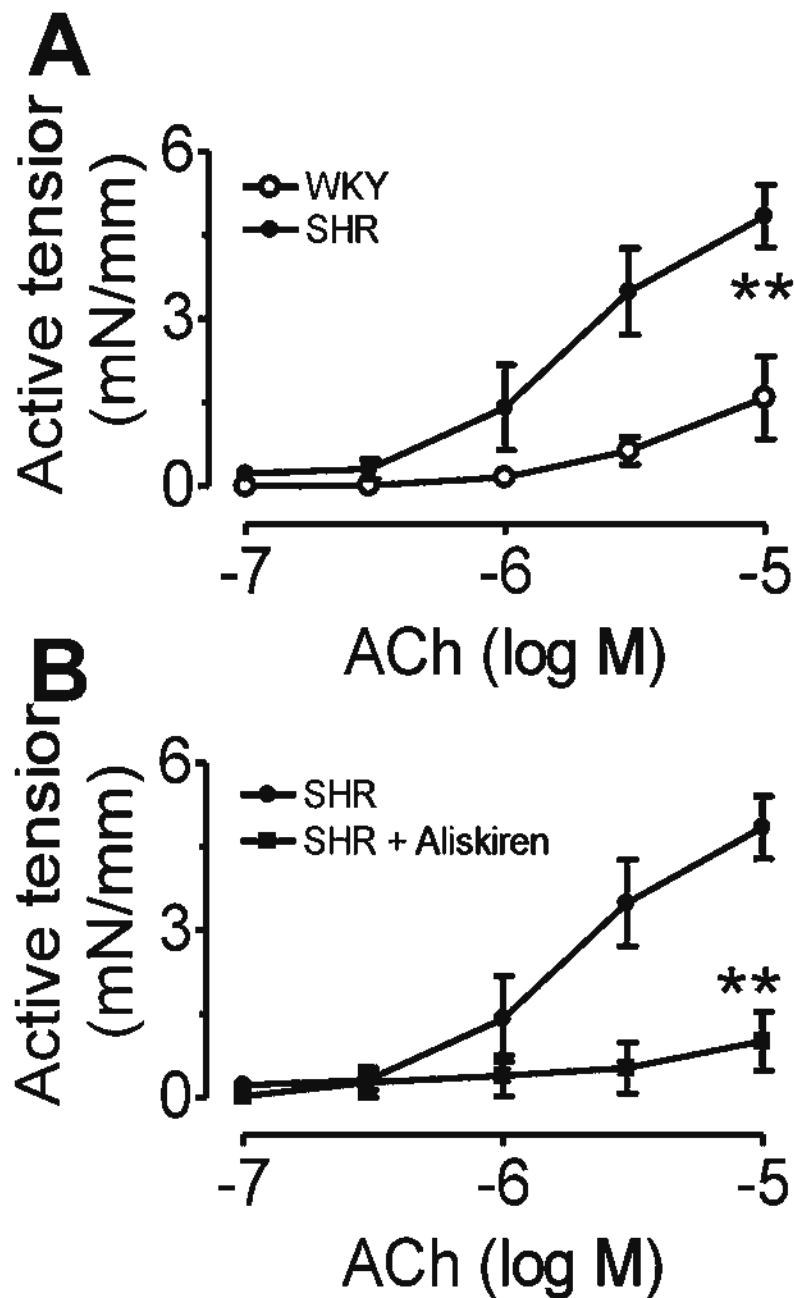 A
Active tension
(mN/mm)
6
3
0
WKY
SHR
**
-7
-6
-5
ACh (log M)
B
Active tension
(mN/mm)
6
3
0
SHR
SHR + Aliskiren
**
-7
-6
-5
ACh (log M)